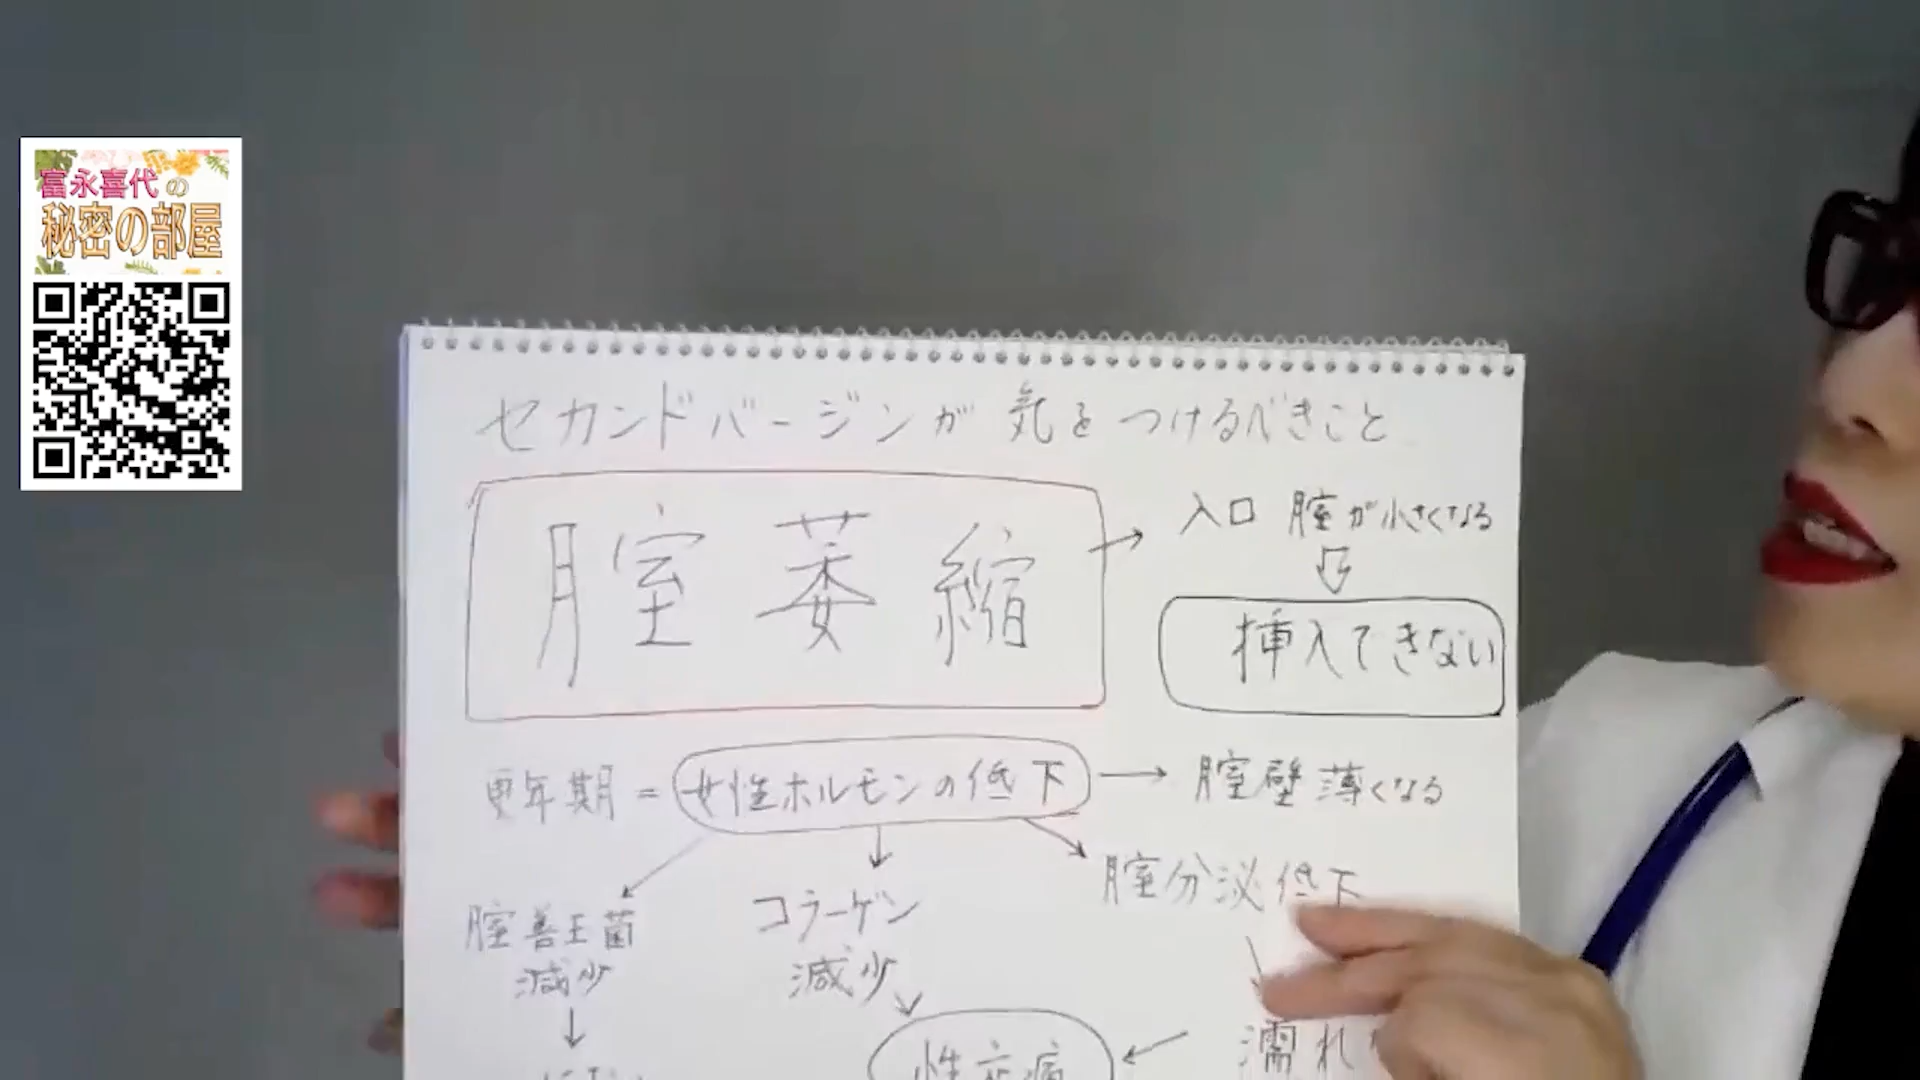 富永喜代の
秘密の部屋
セカンドバージンが気をつけるべきこと
膣萎縮 → 入口 膣が小さくなる
⇩
挿入できない
更年期 = 女性ホルモンの低下 → 膣壁薄くなる
膣分泌低下
膣善玉菌
減少
コラーゲン
減少
濡れ
性交痛